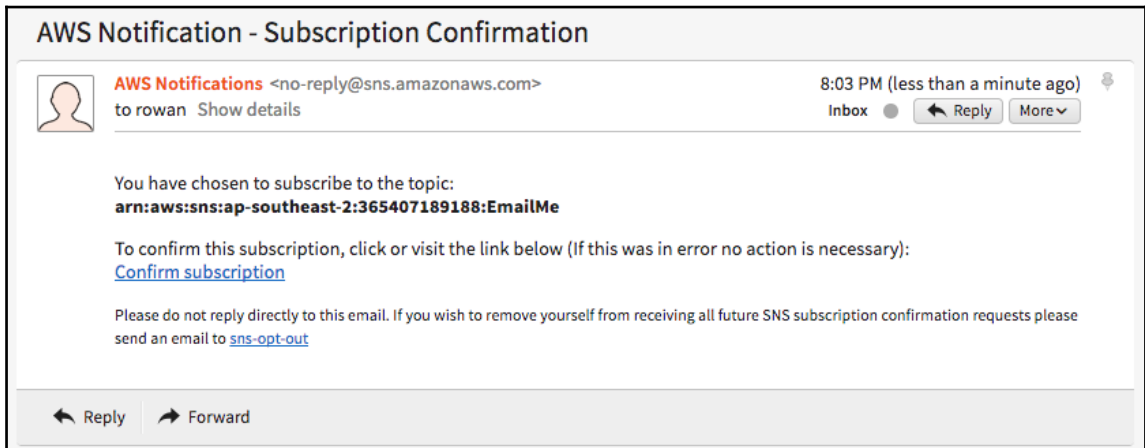 AWS Notification - Subscription Confirmation
AWS Notifications <no-reply@sns.amazonaws.com> 8:03 PM (less than a minute ago)
to rowan Show details Inbox Reply More
You have chosen to subscribe to the topic:
arn:aws:sns:ap-southeast-2:365407189188:EmailMe
To confirm this subscription, click or visit the link below (If this was in error no action is necessary):
Confirm subscription
Please do not reply directly to this email. If you wish to remove yourself from receiving all future SNS subscription confirmation requests please
send an email to sns-opt-out
Reply Forward